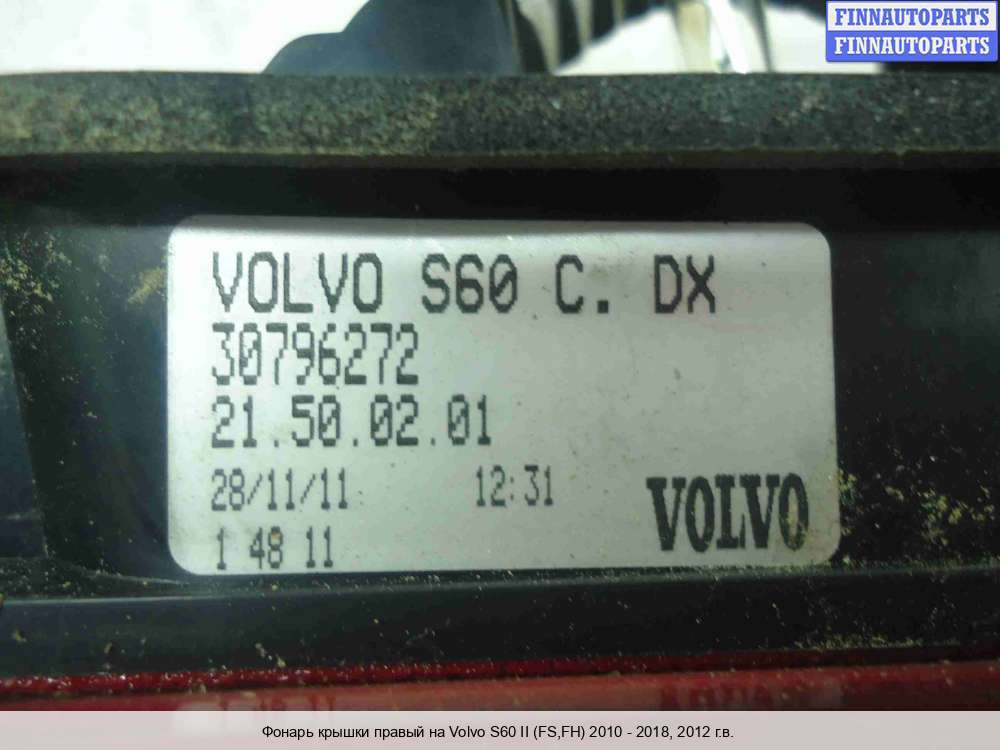 FINNAUTOPARTS
FINNAUTOPARTS
VOLVO S60 C. DX
30796272
21.50.02.01
28/11/11 12:31
1 48 11
VOLVO
Фонарь крышки правый на Volvo S60 II (FS,FH) 2010 - 2018, 2012 г.в.